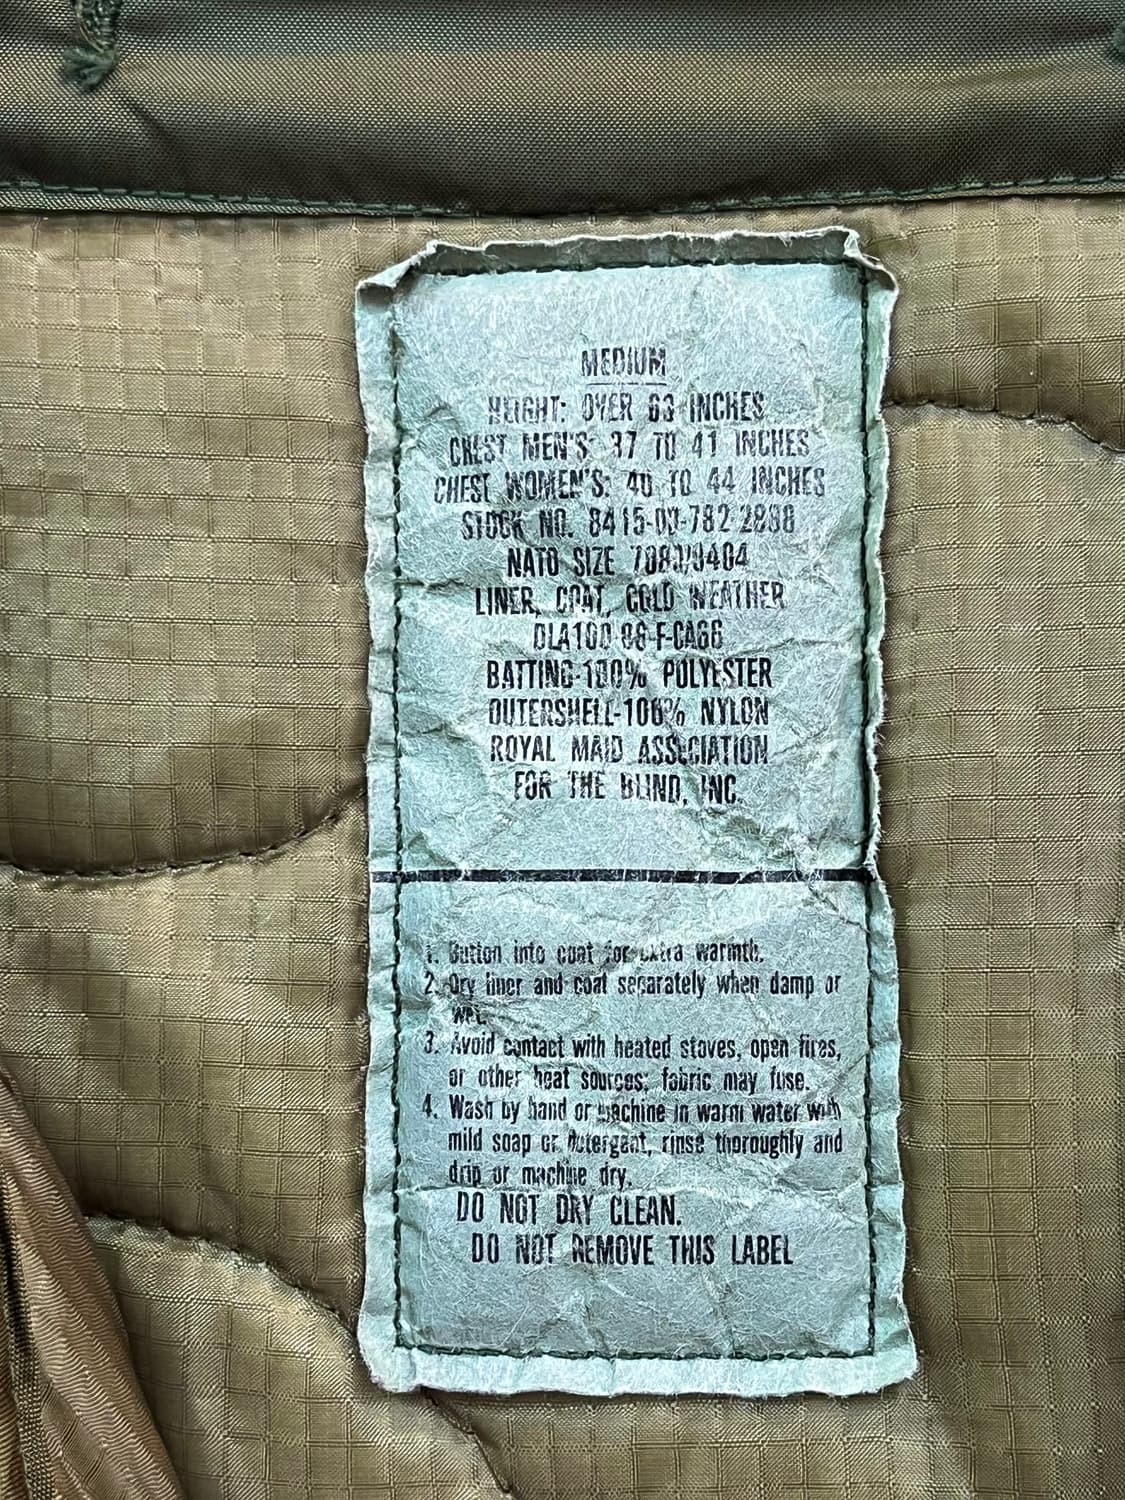 MEDIUM
HEIGHT: OVER 63 INCHES
CHEST MEN'S: 37 TO 41 INCHES
CHEST WOMEN'S: 40 TO 44 INCHES
STOCK NO. 8415-00-782-2888
NATO SIZE 7080/9404
LINER, COAT, COLD WEATHER
DLA100-86-F-CA66
BATTING-100% POLYESTER
OUTERSHELL-100% NYLON
ROYAL MAID ASSOCIATION
FOR THE BLIND, INC.
1. Button into coat for extra warmth.
2. Dry liner and coat separately when damp or
wet.
3. Avoid contact with heated stoves, open fires,
or other heat sources; fabric may fuse.
4. Wash by hand or machine in warm water with
mild soap or detergent, rinse thoroughly and
drip or machine dry.
DO NOT DRY CLEAN.
DO NOT REMOVE THIS LABEL